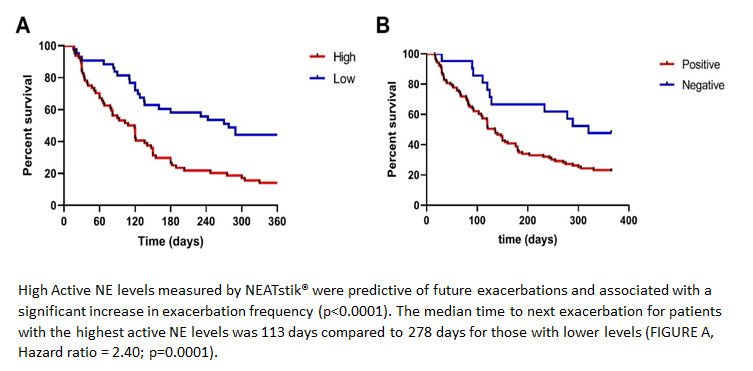 A
B
100
80
60
40
20
0
Percent survival
0 60 120 180 240 300 360
Time (days)
High
Low
100
80
60
40
20
0
Percent survival
0 100 200 300 400
time (days)
Positive
Negative
High Active NE levels measured by NEATstik® were predictive of future exacerbations and associated with a
significant increase in exacerbation frequency (p<0.0001). The median time to next exacerbation for patients
with the highest active NE levels was 113 days compared to 278 days for those with lower levels (FIGURE A,
Hazard ratio = 2.40; p=0.0001).